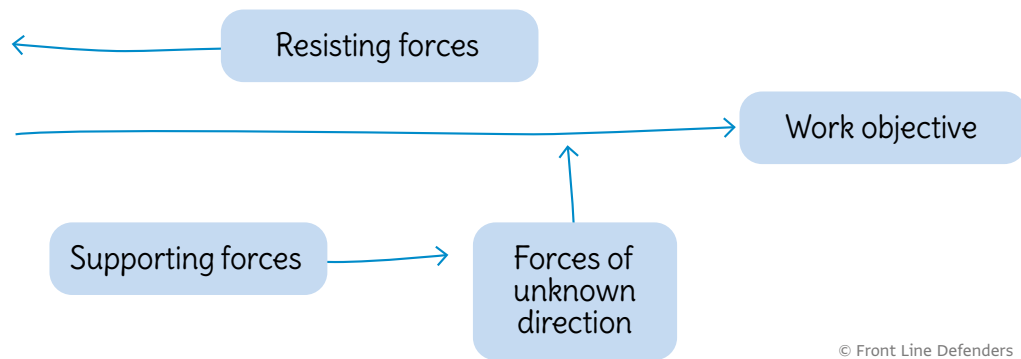 Resisting forces
Work objective
Supporting forces
Forces of
unknown
direction
© Front Line Defenders